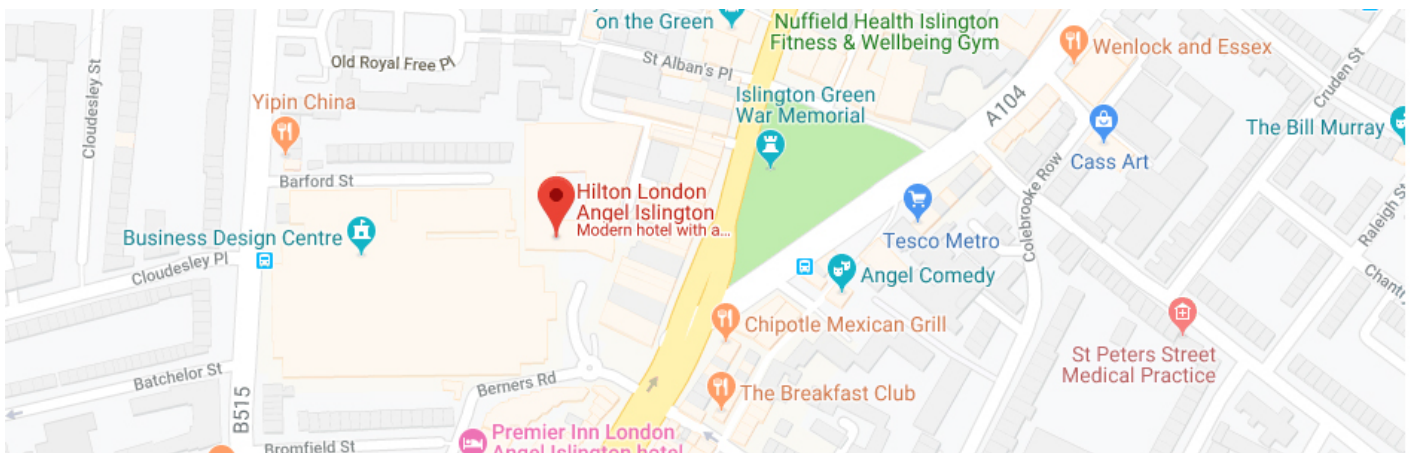 on the Green
Nuffield Health Islington
Fitness & Wellbeing Gym
Wenlock and Essex
Cloudesley St
Old Royal Free Pl
St Alban's Pl
Cruden St
Yipin China
Islington Green
War Memorial
A104
The Bill Murray
Cass Art
Barford St
Hilton London
Angel Islington
Modern hotel with a...
Colebrooke Row
Raleigh St
Business Design Centre
Tesco Metro
Cloudesley Pl
Angel Comedy
Chantr
Chipotle Mexican Grill
St Peters Street
Medical Practice
Batchelor St
Berners Rd
The Breakfast Club
B515
Premier Inn London
Angel Islington hotel
Bromfield St